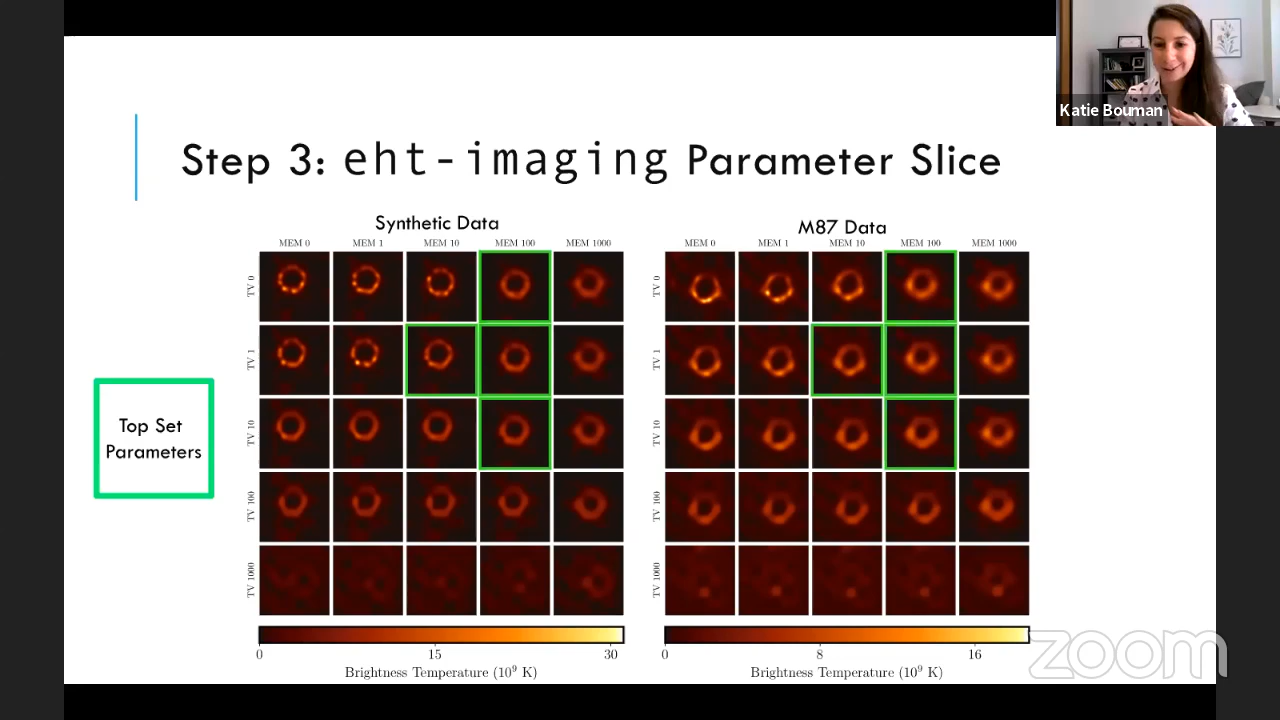 Katie Bouman
Step 3: eht-imaging Parameter Slice
Synthetic Data
MEM 0 MEM 1 MEM 10 MEM 100 MEM 1000
TV 0
TV 1
TV 10
TV 100
TV 1000
0 15 30
Brightness Temperature (10⁹ K)
M87 Data
MEM 0 MEM 1 MEM 10 MEM 100 MEM 1000
TV 0
TV 1
TV 10
TV 100
TV 1000
0 8 16
Brightness Temperature (10⁹ K)
Top Set
Parameters
zoom